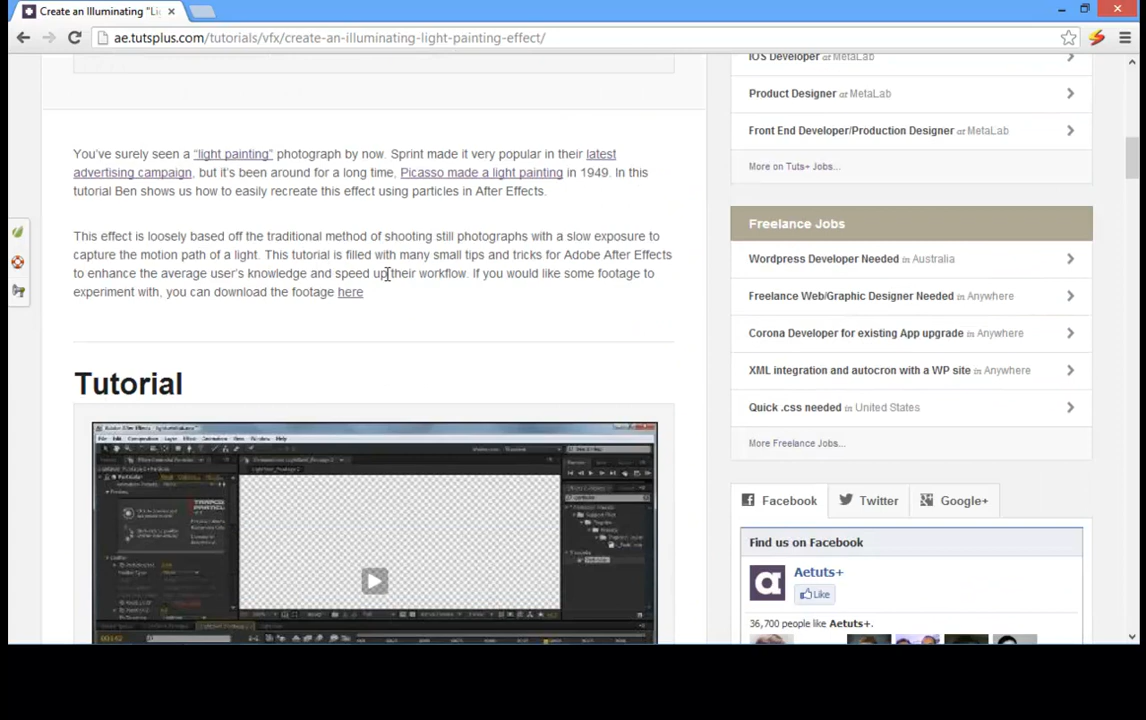 Create an Illuminating "Li
ae.tutsplus.com/tutorials/vfx/create-an-illuminating-light-painting-effect/
iOS Developer at MetaLab
Product Designer at MetaLab
Front End Developer/Production Designer at MetaLab
More on Tuts+ Jobs...
You've surely seen a "light painting" photograph by now. Sprint made it very popular in their latest
advertising campaign, but it's been around for a long time, Picasso made a light painting in 1949. In this
tutorial Ben shows us how to easily recreate this effect using particles in After Effects.
This effect is loosely based off the traditional method of shooting still photographs with a slow exposure to
capture the motion path of a light. This tutorial is filled with many small tips and tricks for Adobe After Effects
to enhance the average user's knowledge and speed up their workflow. If you would like some footage to
experiment with, you can download the footage here
Tutorial
Freelance Jobs
Wordpress Developer Needed in Australia
Freelance Web/Graphic Designer Needed in Anywhere
Corona Developer for existing App upgrade in Anywhere
XML integration and autocron with a WP site in Anywhere
Quick .css needed in United States
More Freelance Jobs...
Facebook
Twitter
Google+
Find us on Facebook
Aetuts+
Like
36,700 people like Aetuts+.
File Edit Composition Layer Effect Animation View Window Help